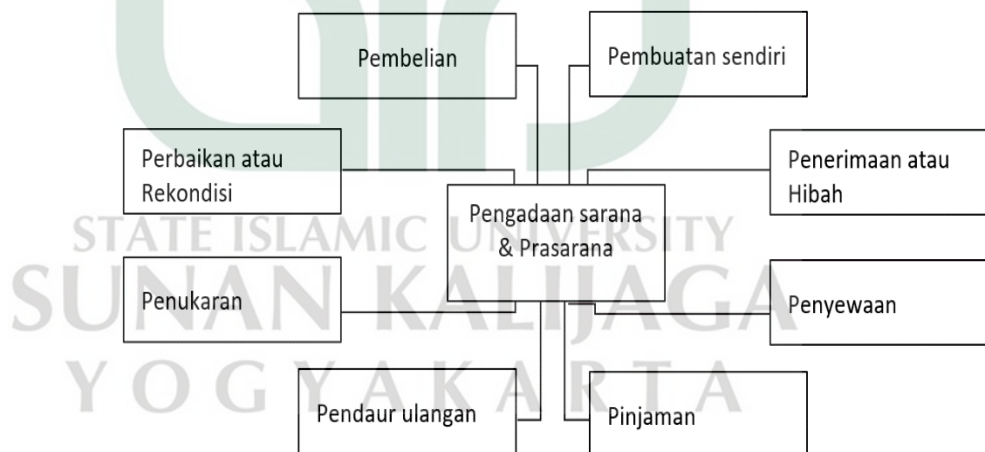 Pembelian
Pembuatan sendiri
Perbaikan atau
Rekondisi
Penerimaan atau
Hibah
Pengadaan sarana
& Prasarana
STATE ISLAMIC UNIVERSITY
SUNAN KALIJAGA
YOGYAKARTA
Penukaran
Penyewaan
Pendaur ulangan
Pinjaman